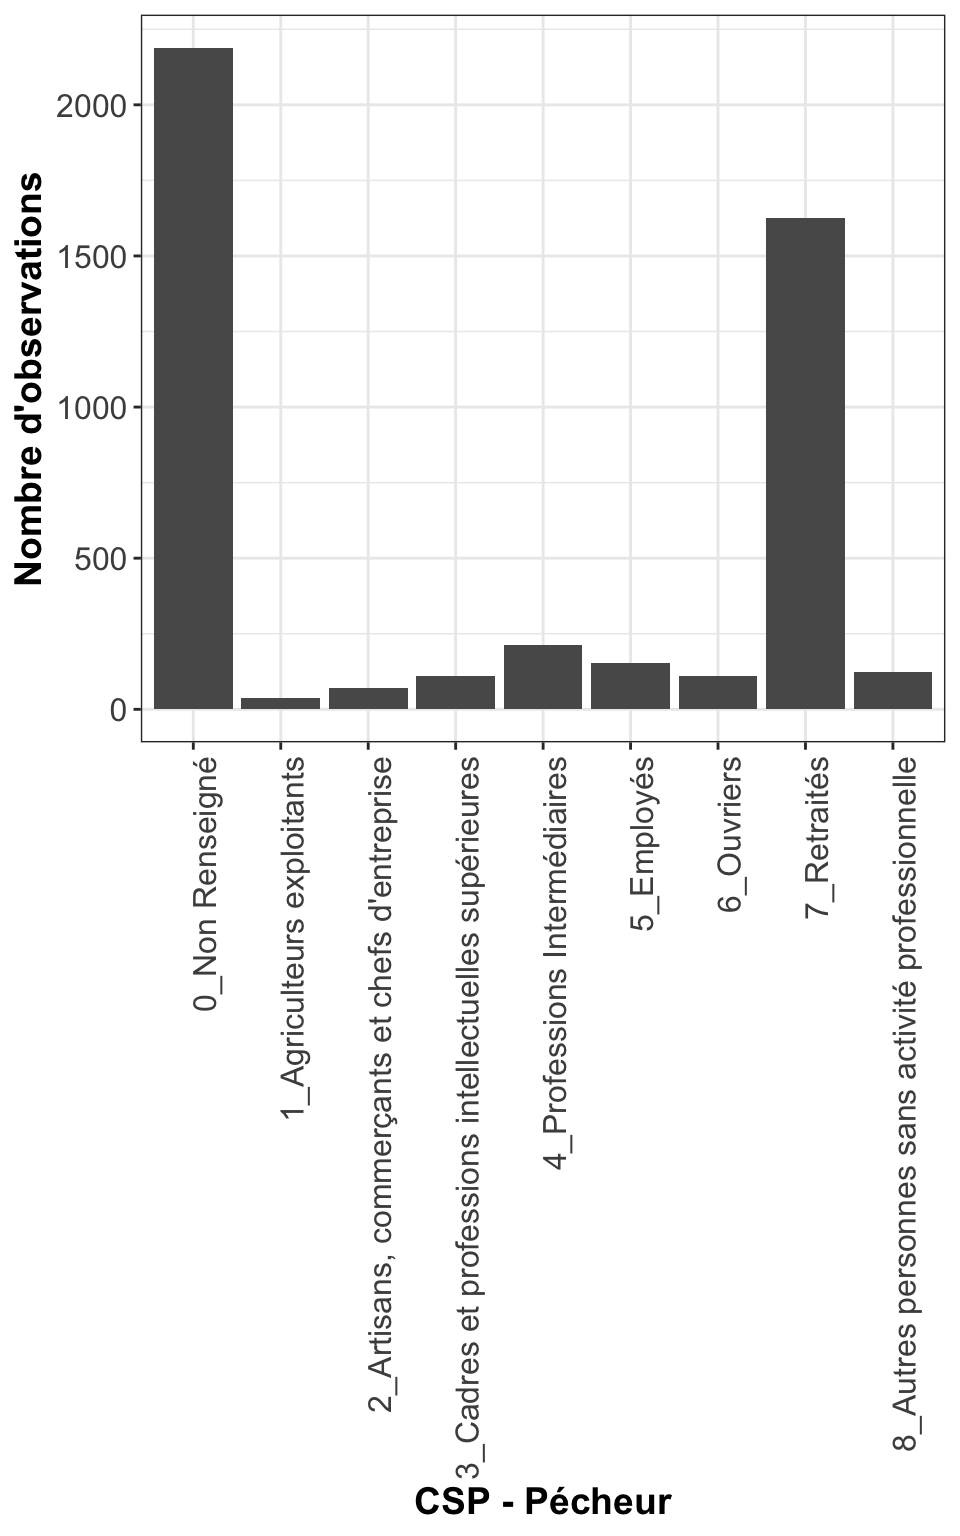 Nombre d'observations
2000
1500
1000
500
0
0_Non Renseigné
1_Agriculteurs exploitants
2_Artisans, commerçants et chefs d'entreprise
3_Cadres et professions intellectuelles supérieures
4_Professions Intermédiaires
5_Employés
6_Ouvriers
7_Retraités
8_Autres personnes sans activité professionnelle
CSP - Pécheur